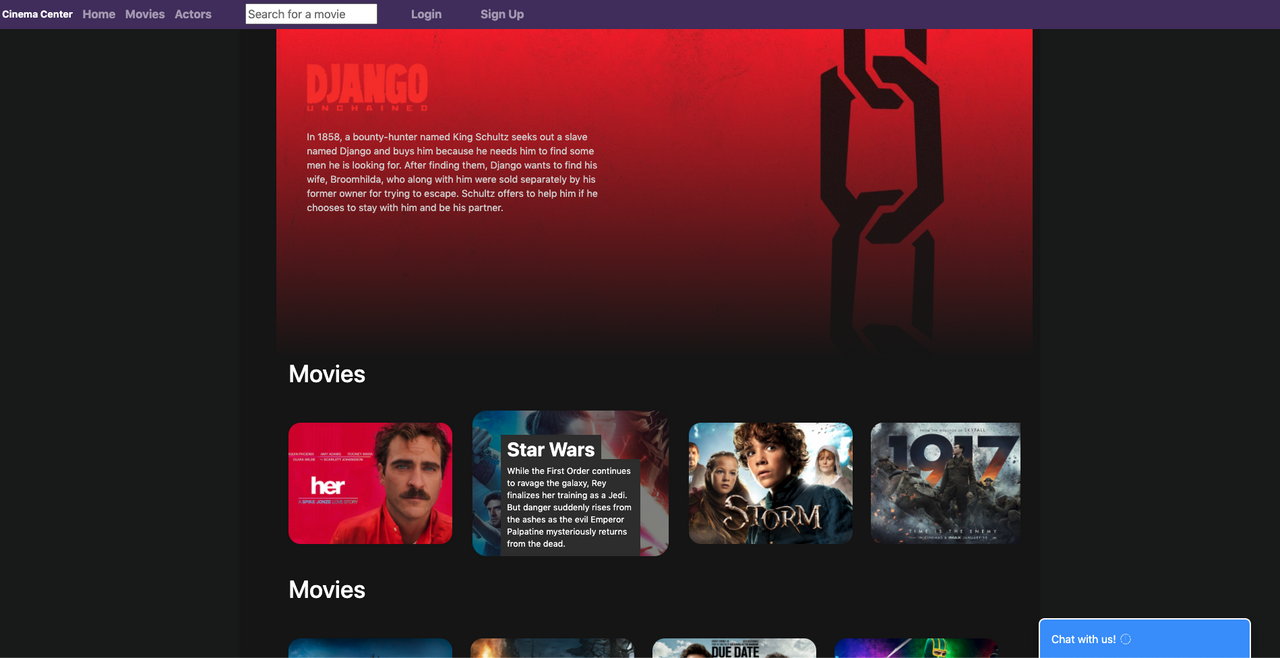 Cinema Center Home Movies Actors Search for a movie Login Sign Up
DJANGO
UNCHAINED
In 1858, a bounty-hunter named King Schultz seeks out a slave
named Django and buys him because he needs him to find some
men he is looking for. After finding them, Django wants to find his
wife, Broomhilda, who along with him were sold separately by his
former owner for trying to escape. Schultz offers to help him if he
chooses to stay with him and be his partner.
Movies
her
A SPIKE JONZE LOVE STORY
Star Wars
While the First Order continues
to ravage the galaxy, Rey
finalizes her training as a Jedi.
But danger suddenly rises from
the ashes as the evil Emperor
Palpatine mysteriously returns
from the dead.
STORM
1917
TIME IS THE ENEMY
Movies
DUE DATE
Chat with us!